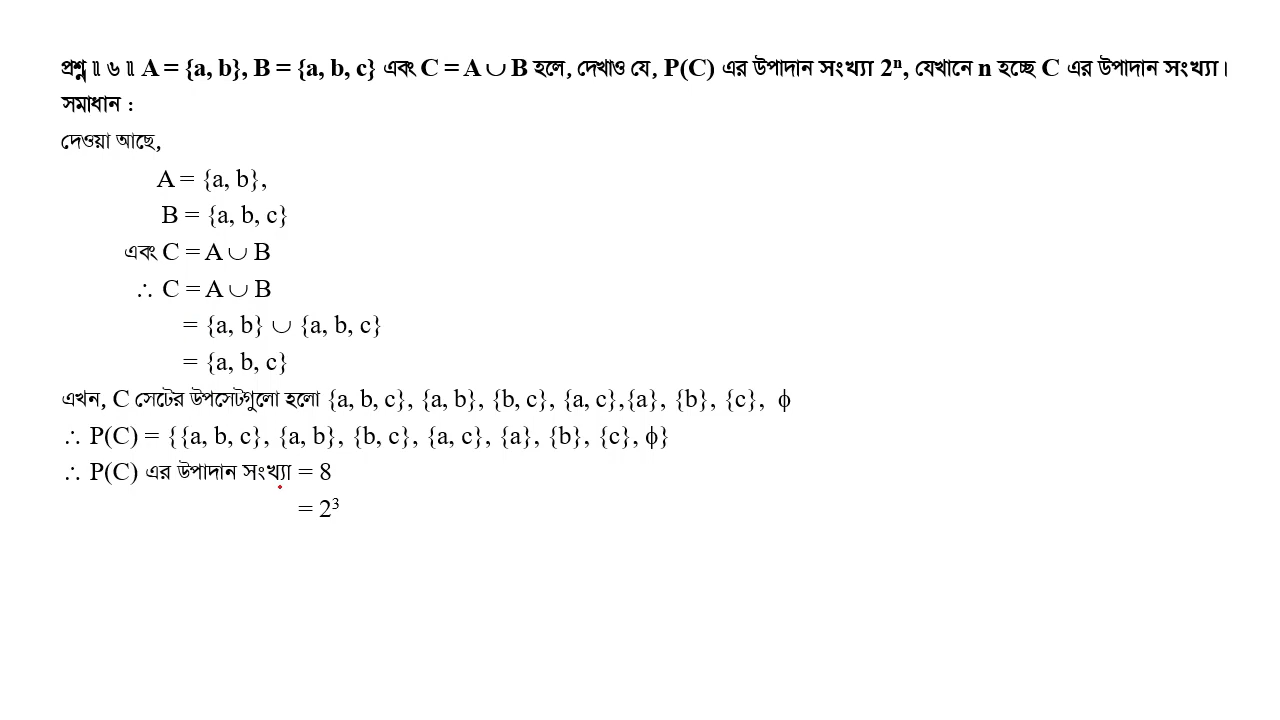 প্রশ্ন ॥ ৬ ॥ A = {a, b}, B = {a, b, c} এবং C = A ∪ B হলে, দেখাও যে, P(C) এর উপাদান সংখ্যা 2ⁿ, যেখানে n হচ্ছে C এর উপাদান সংখ্যা।
সমাধান :
দেওয়া আছে,
A = {a, b},
B = {a, b, c}
এবং C = A ∪ B
∴ C = A ∪ B
= {a, b} ∪ {a, b, c}
= {a, b, c}
এখন, C সেটের উপসেটগুলো হলো {a, b, c}, {a, b}, {b, c}, {a, c},{a}, {b}, {c}, ϕ
∴ P(C) = {{a, b, c}, {a, b}, {b, c}, {a, c}, {a}, {b}, {c}, ϕ}
∴ P(C) এর উপাদান সংখ্যা = 8
= 2³